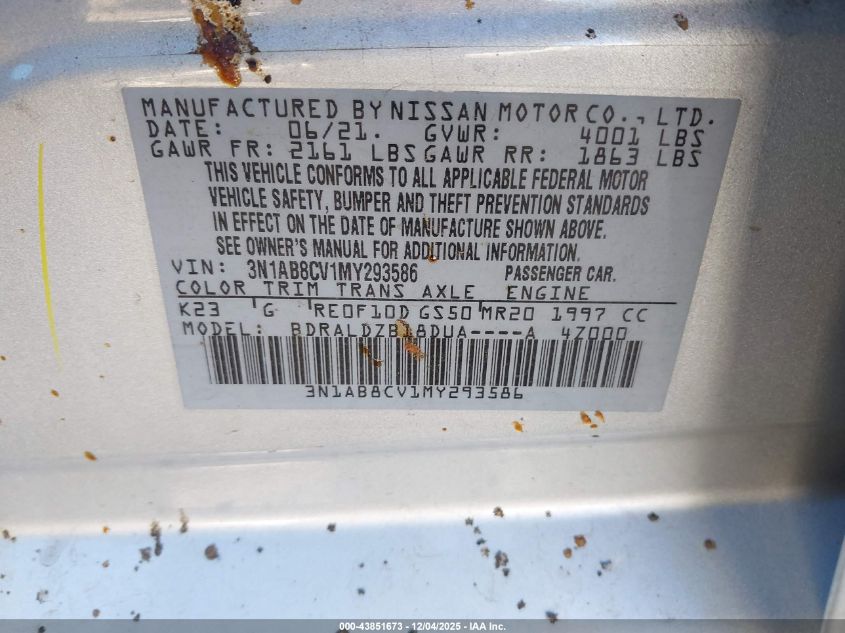 MANUFACTURED BY NISSAN MOTOR CO., LTD.
DATE: 06/21. GVWR: 4001 LBS
GAWR FR: 2161 LBS GAWR RR: 1863 LBS
THIS VEHICLE CONFORMS TO ALL APPLICABLE FEDERAL MOTOR
VEHICLE SAFETY, BUMPER AND THEFT PREVENTION STANDARDS
IN EFFECT ON THE DATE OF MANUFACTURE SHOWN ABOVE.
SEE OWNER'S MANUAL FOR ADDITIONAL INFORMATION.
VIN: 3N1AB8CV1MY293586 PASSENGER CAR.
COLOR TRIM TRANS AXLE ENGINE
K23 G RE0F10D GS50 MR20 1997 CC
MODEL: BDRALDZB18DUA----A 4Z000
3N1AB8CV1MY293586
000-43851673 | 12/04/2025 - IAA Inc.